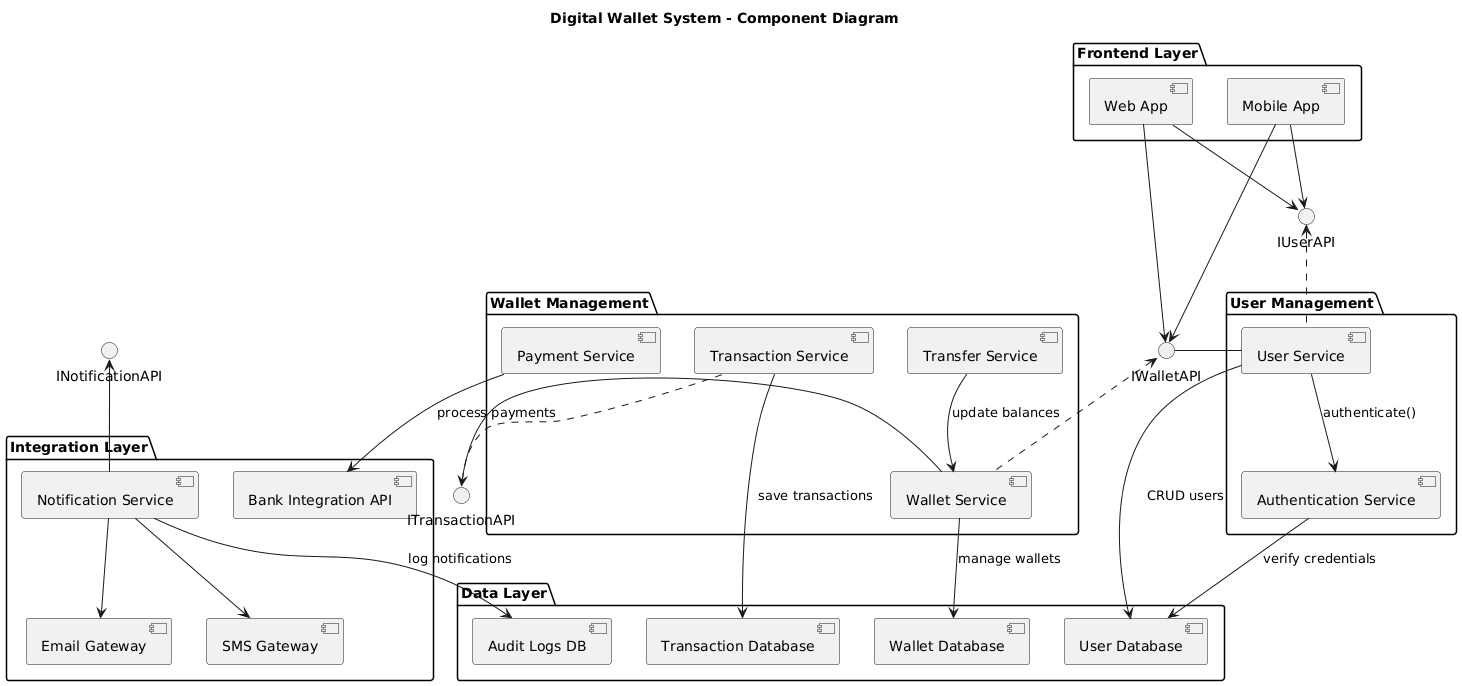 Digital Wallet System - Component Diagram
Frontend Layer
Web App
Mobile App
IUserAPI
Wallet Management
User Management
Payment Service
Transaction Service
Transfer Service
User Service
INotificationAPI
IWalletAPI
process payments
update balances
authenticate()
Integration Layer
Notification Service
Bank Integration API
ITransactionAPI
save transactions
Wallet Service
CRUD users
Authentication Service
log notifications
manage wallets
verify credentials
Data Layer
Email Gateway
SMS Gateway
Audit Logs DB
Transaction Database
Wallet Database
User Database